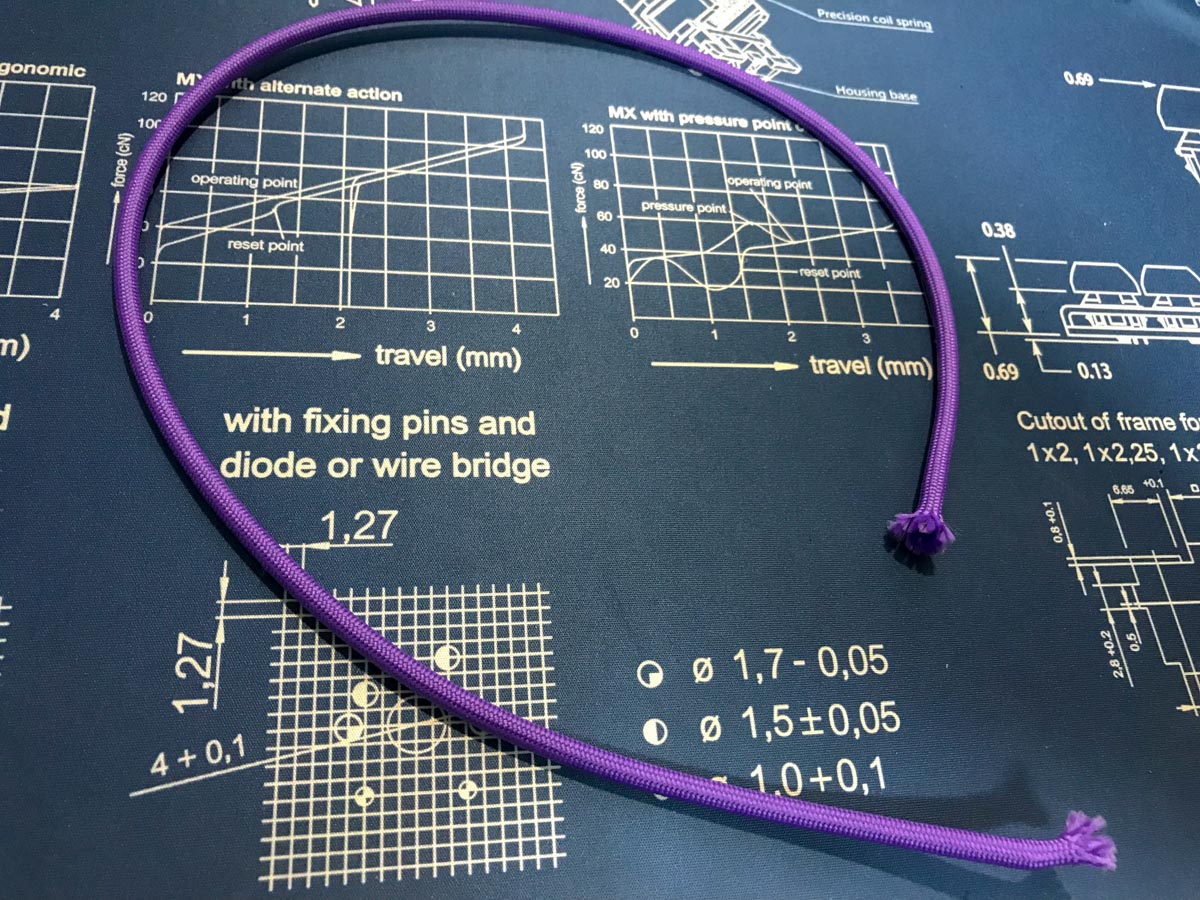 Precision coil spring
Housing base
gonomic
alternate action
120
force (cN)
operating point
reset point
0
1
2
3
4
travel (mm)
MX with pressure point
120
100
80
60
40
20
force (cN)
operating point
pressure point
reset point
0
1
2
3
travel (mm)
4
m)
0.69
0.38
0.69
0.13
with fixing pins and
diode or wire bridge
1,27
1,27
4 + 0,1
Cutout of frame fo
1x2, 1x2,25, 1x
6,65
+0.1
0,8 +0.1
2,8 +0.2
0,5
ø 1,7 - 0,05
ø 1,5 ± 0,05
1,0 + 0,1